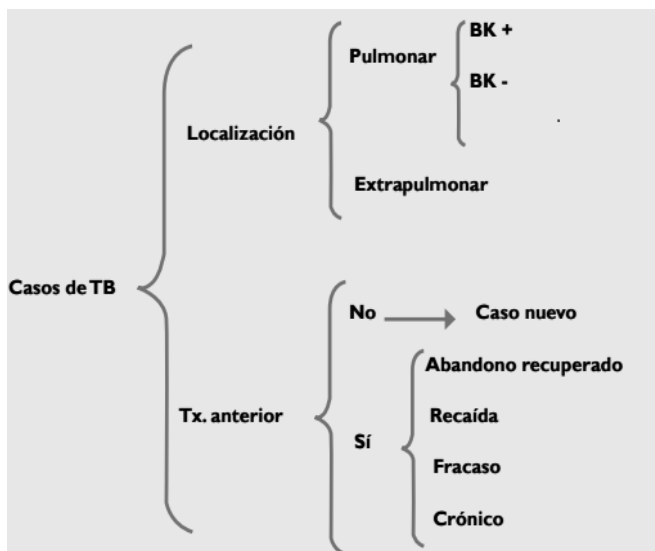 BK +
Pulmonar
BK -
Localización
Extrapulmonar
Casos de TB
No
Caso nuevo
Abandono recuperado
Tx. anterior
Recaída
Sí
Fracaso
Crónico